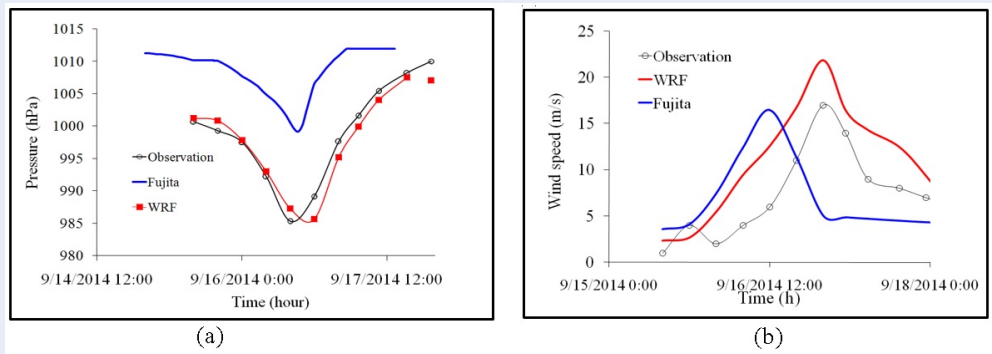 1015
1010
1005
1000
995
990
985
980
Pressure (hPa)
Observation
Fujita
WRF
9/14/2014 12:00
9/16/2014 0:00
9/17/2014 12:00
Time (hour)
(a)
25
20
15
10
5
0
Wind speed (m/s)
Observation
WRF
Fujita
9/15/2014 0:00
9/16/2014 12:00
9/18/2014 0:00
Time (h)
(b)